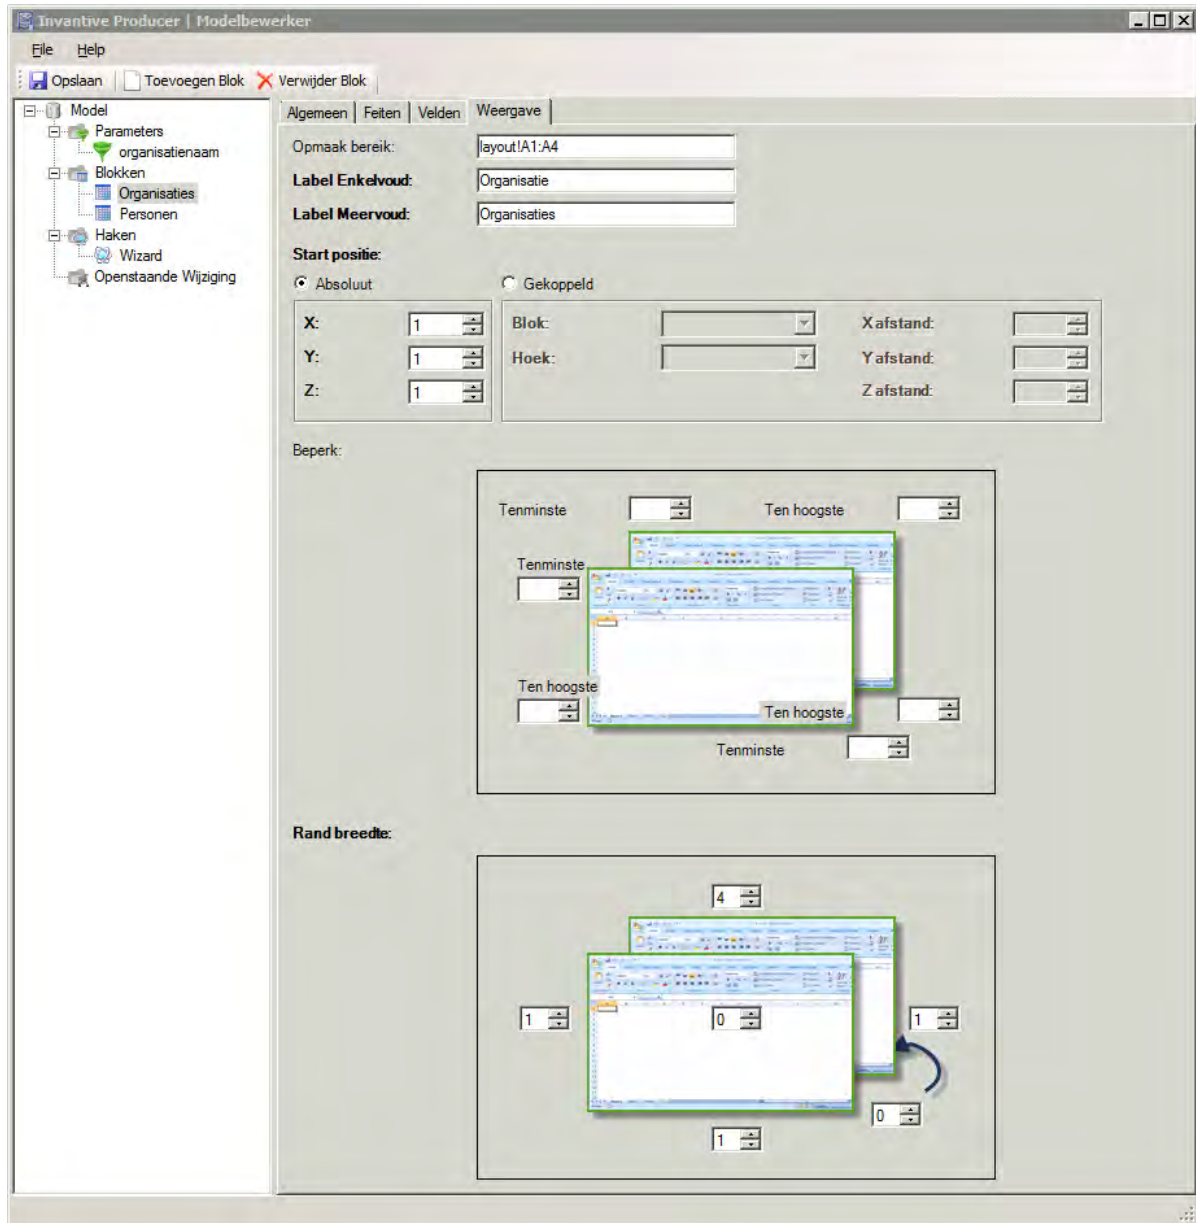 Invantive Producer | Modelbewerker
File Help
Opslaan Toevoegen Blok Verwijder Blok
Model
Parameters
organisatienaam
Blokken
Organisaties
Personen
Haken
Wizard
Openstaande Wijziging
Algemeen Feiten Velden Weergave
Opmaak bereik: layout!A1:A4
Label Enkelvoud: Organisatie
Label Meervoud: Organisaties
Start positie:
Absoluut Gekoppeld
X: 1 Blok: X afstand:
Y: 1 Hoek: Y afstand:
Z: 1 Z afstand:
Beperk:
Tenminste Ten hoogste
Tenminste
Ten hoogste
Ten hoogste
Tenminste
Rand breedte:
4
1 0 1
0
1